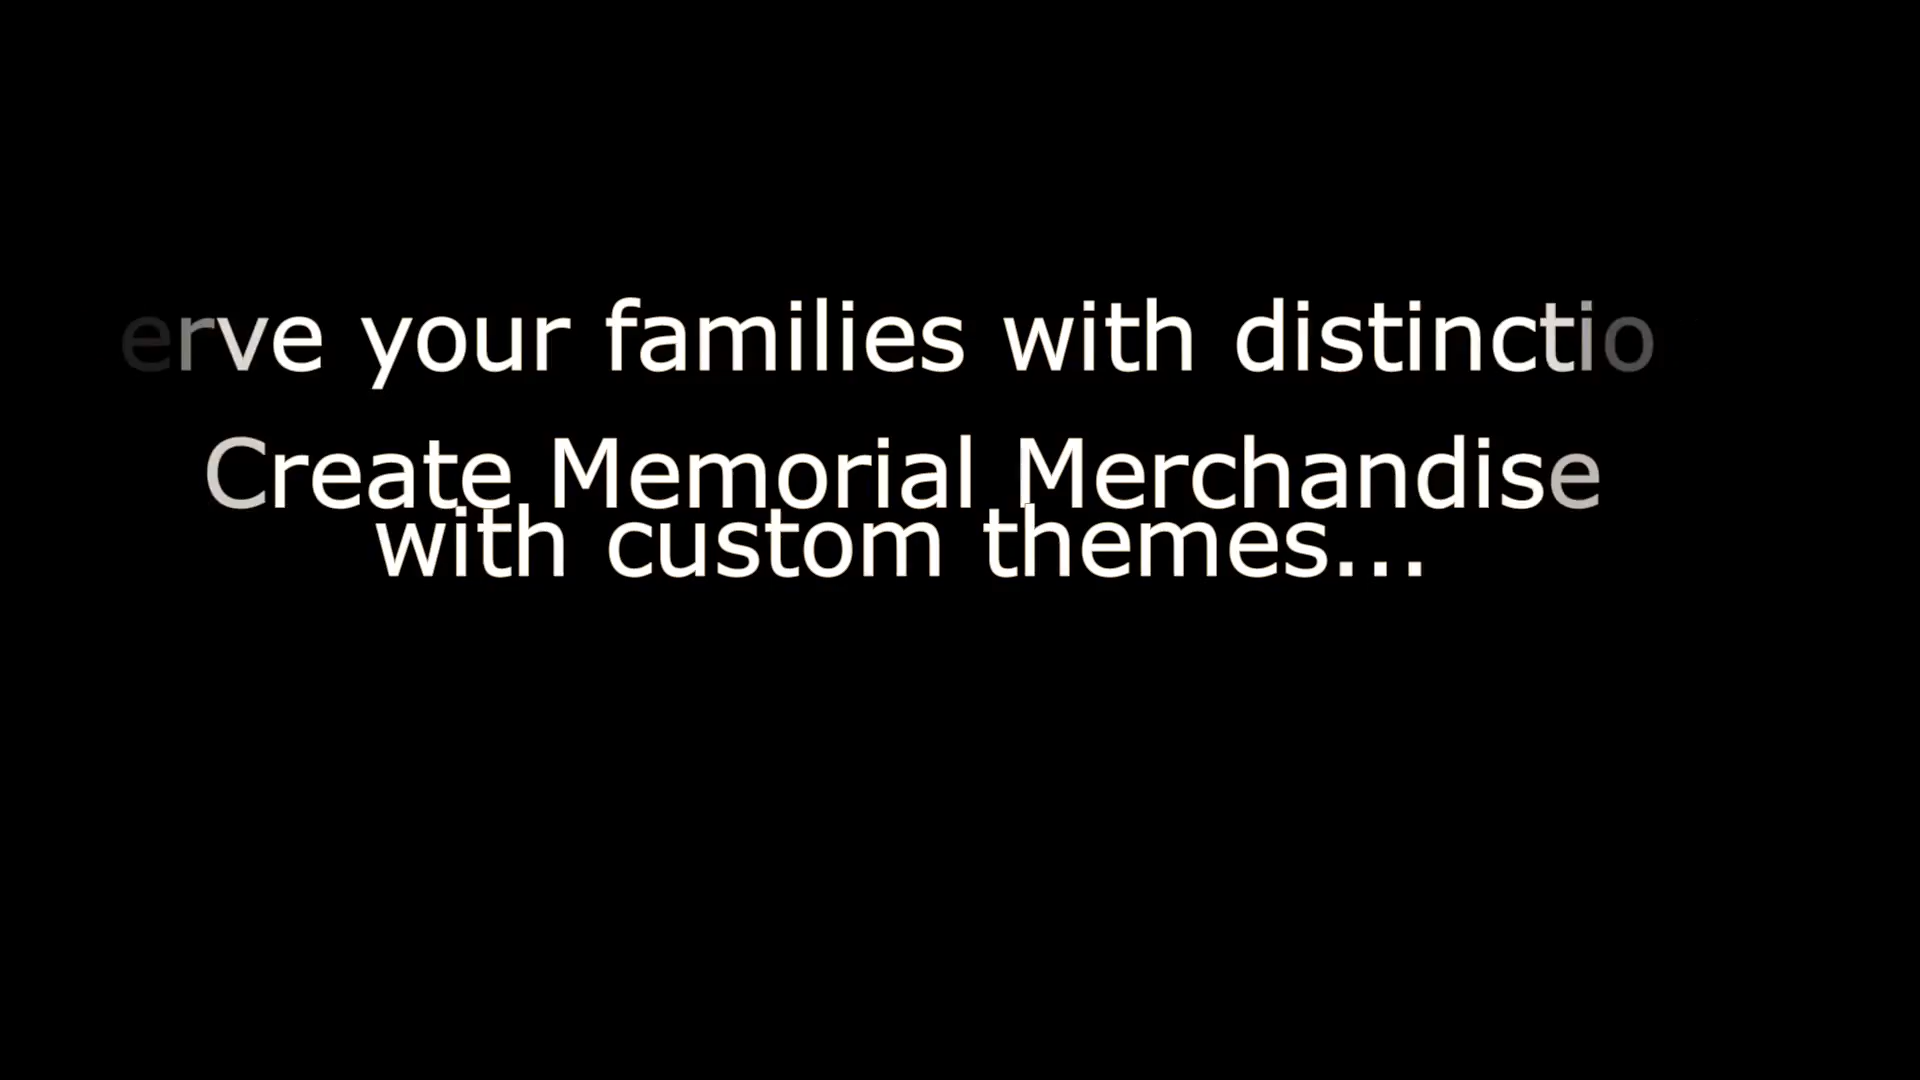 erve your families with distinctio
Create Memorial Merchandise
with custom themes...